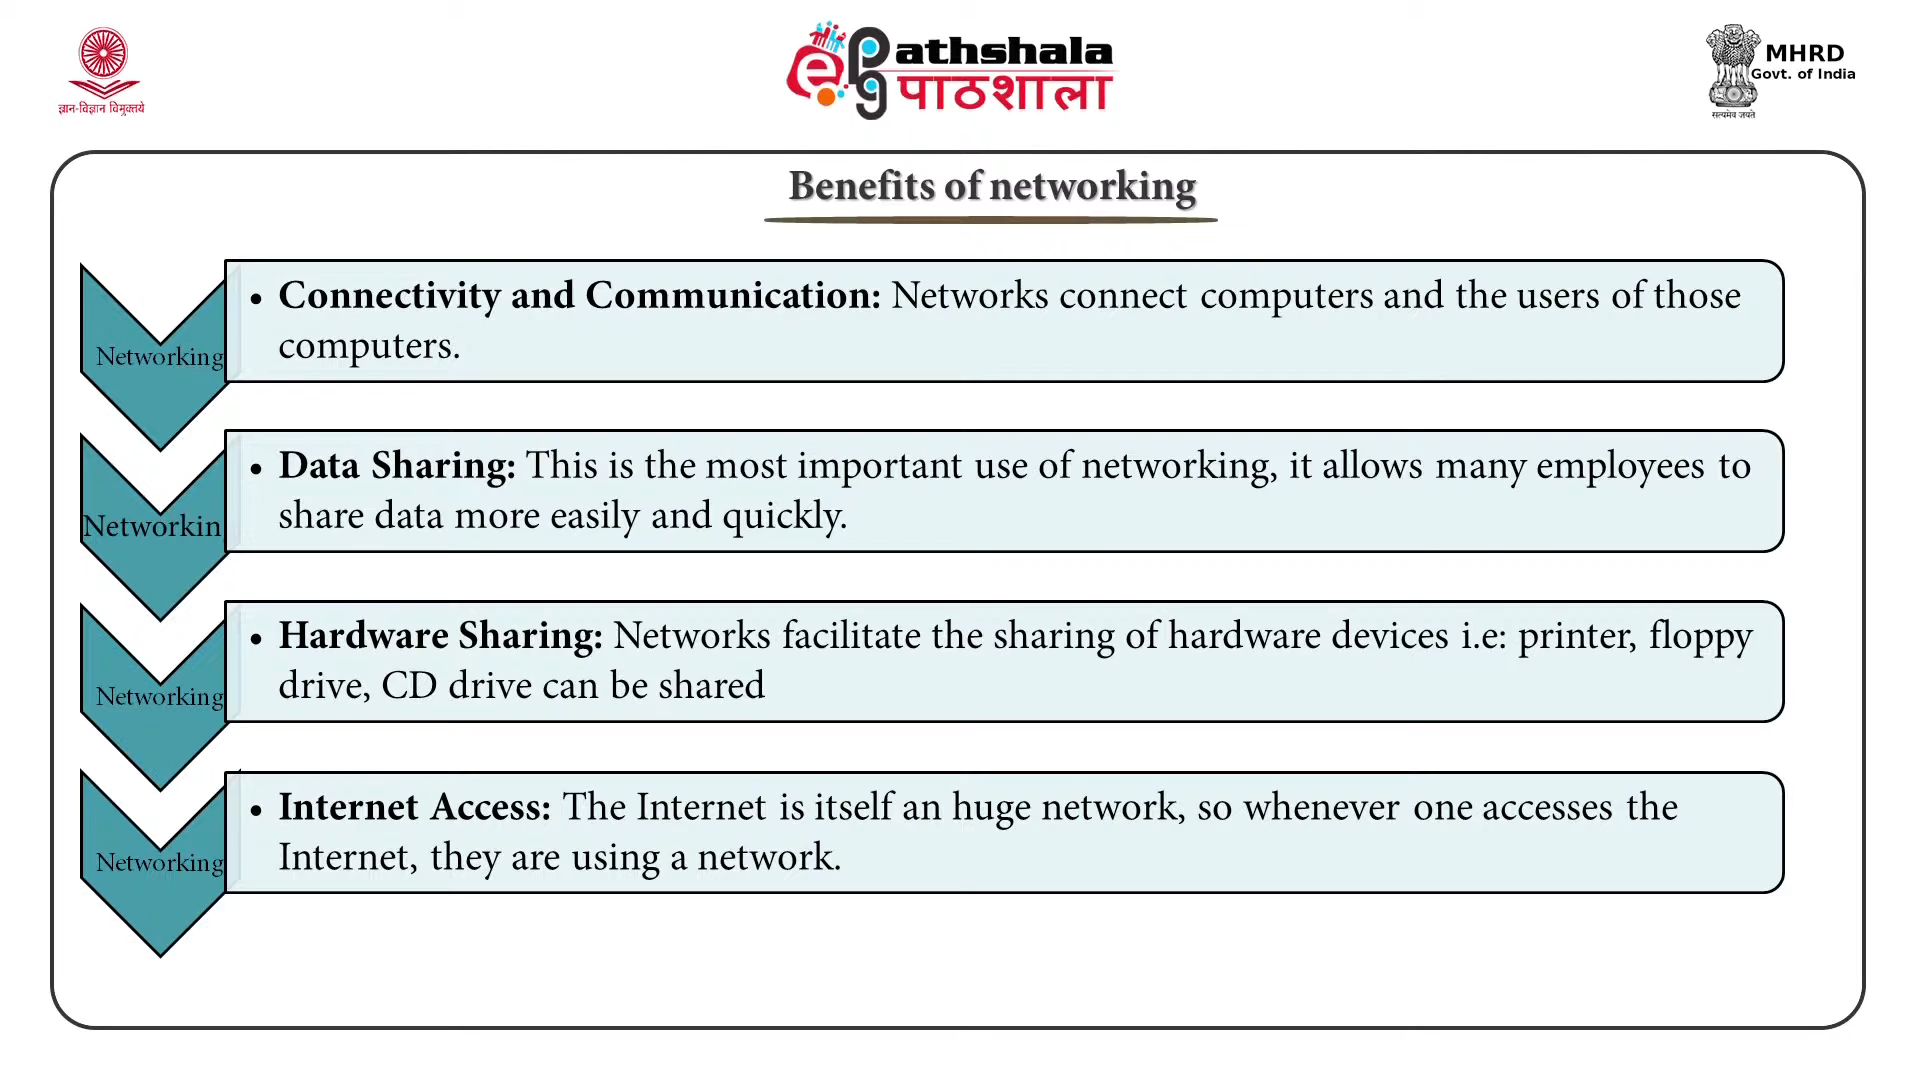 ज्ञान-विज्ञान विमुक्तये
athshala
पाठशाला
MHRD
Govt. of India
सत्यमेव जयते
Benefits of networking
Networking
• Connectivity and Communication: Networks connect computers and the users of those
computers.
Networkin
• Data Sharing: This is the most important use of networking, it allows many employees to
share data more easily and quickly.
Networking
• Hardware Sharing: Networks facilitate the sharing of hardware devices i.e: printer, floppy
drive, CD drive can be shared
Networking
• Internet Access: The Internet is itself an huge network, so whenever one accesses the
Internet, they are using a network.